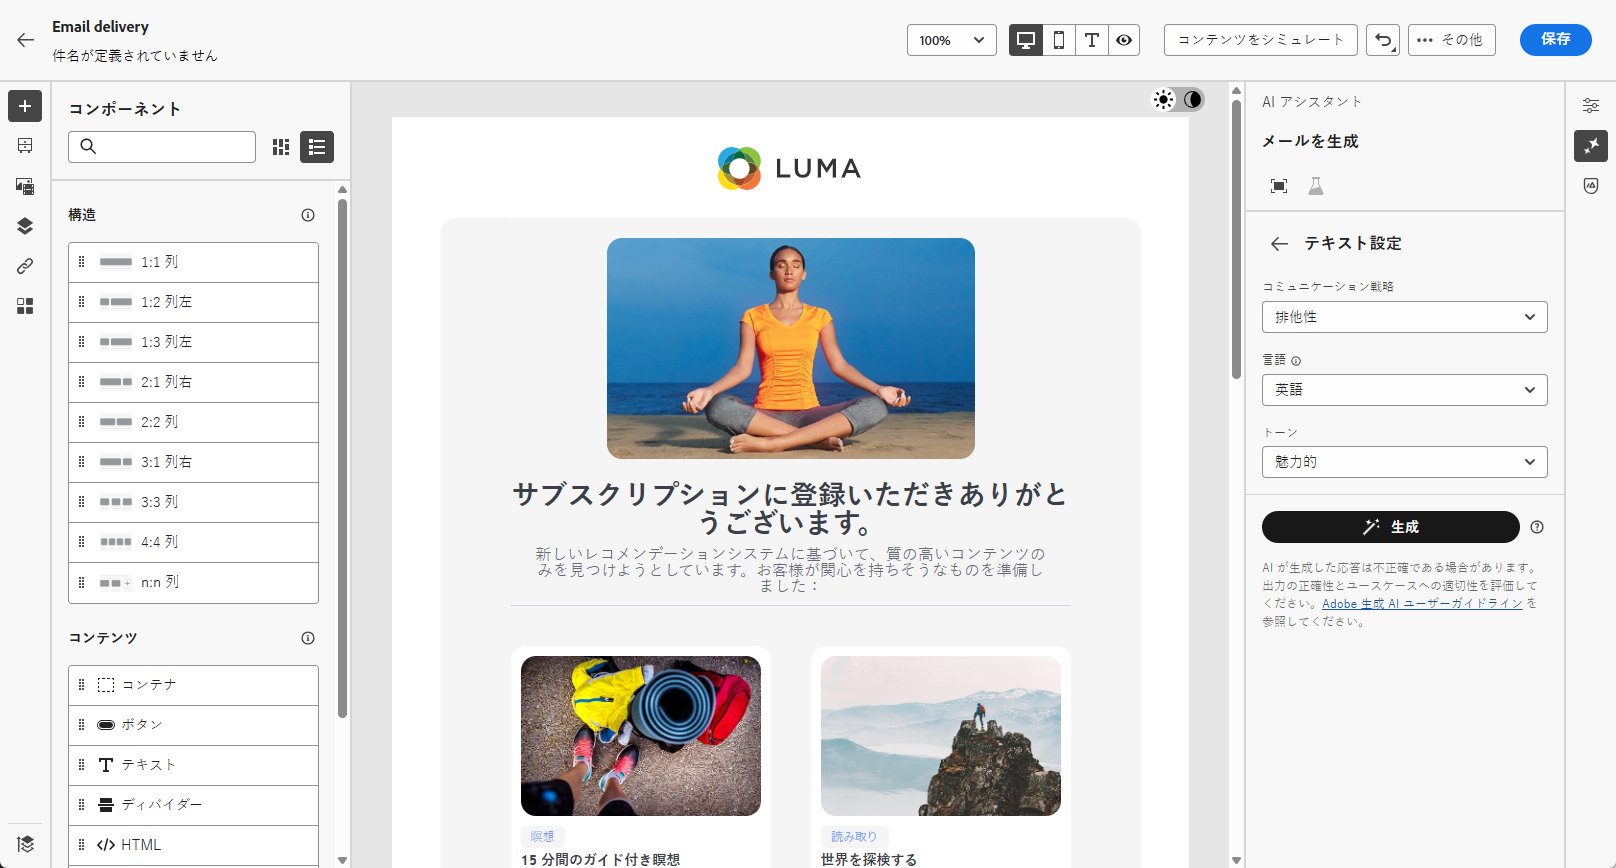 Email delivery
件名が定義されていません
100%
コンテンツをシミュレート
その他
保存
コンポーネント
構造
1:1 列
1:2 列左
1:3 列左
2:1 列右
2:2 列
3:1 列右
3:3 列
4:4 列
n:n 列
コンテンツ
コンテナ
ボタン
テキスト
ディバイダー
HTML
LUMA
サブスクリプションに登録いただきありがと
うございます。
新しいレコメンデーションシステムに基づいて、質の高いコンテンツの
みを見つけようとしています。お客様が関心を持ちそうなものを準備し
ました：
瞑想
15 分間のガイド付き瞑想
読み取り
世界を探検する
AI アシスタント
メールを生成
テキスト設定
コミュニケーション戦略
排他性
言語
英語
トーン
魅力的
生成
AI が生成した応答は不正確である場合があります。
出力の正確性とユースケースへの適切性を評価して
ください。Adobe 生成 AI ユーザーガイドライン を
参照してください。